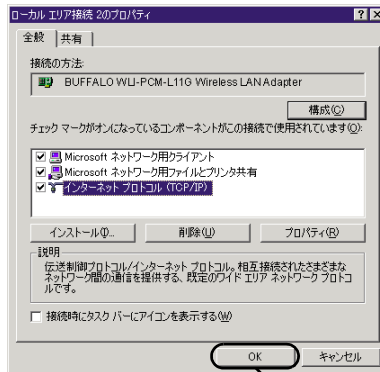 ローカル エリア接続 2のプロパティ
全般 共有
接続の方法:
BUFFALO WLI-PCM-L11G Wireless LAN Adapter
構成(C)
チェック マークがオンになっているコンポーネントがこの接続で使用されています(O):
Microsoft ネットワーク用クライアント
Microsoft ネットワーク用ファイルとプリンタ共有
インターネット プロトコル (TCP/IP)
インストール(I)... 削除(U) プロパティ(R)
説明
伝送制御プロトコル/インターネット プロトコル。相互接続されたさまざまな
ネットワーク間の通信を提供する、既定のワイド エリア ネットワーク プロトコ
ルです。
接続時にタスク バーにアイコンを表示する(W)
OK キャンセル